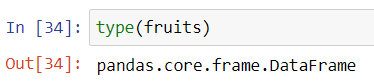 In [34]: type(fruits)
Out[34]: pandas.core.frame.DataFrame